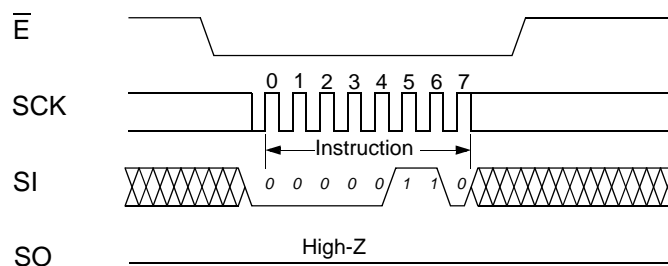 E̅
SCK
0 1 2 3 4 5 6 7
Instruction
SI
0 0 0 0 0 1 1 0
High-Z
SO